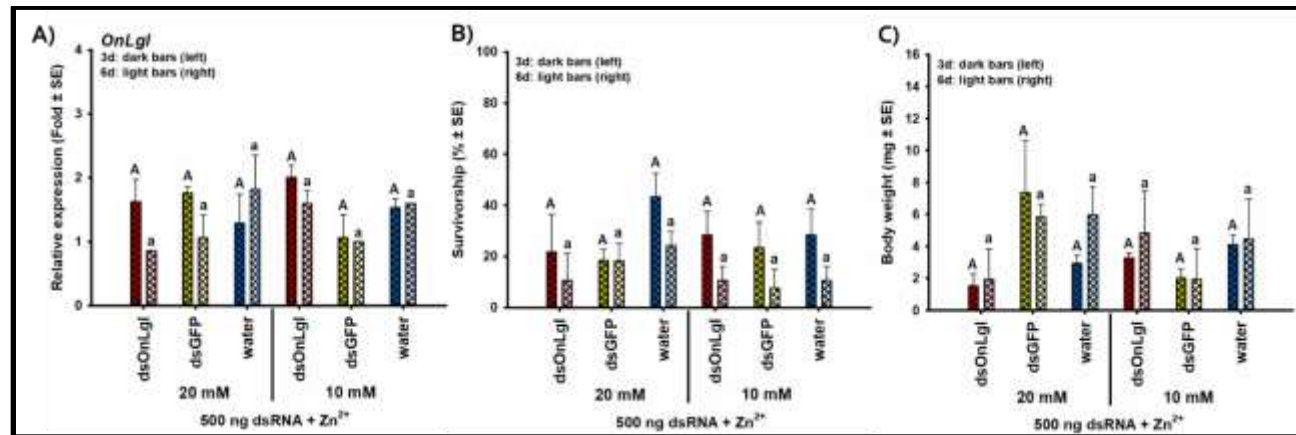 A)
OnLgl
3d: dark bars (left)
6d: light bars (right)
Relative expression (Fold ± SE)
4
3
2
1
0
A a A a A a A a A a A a
dsOnLgl dsGFP water dsOnLgl dsGFP water
20 mM 10 mM
500 ng dsRNA + Zn²⁺
B)
3d: dark bars (left)
6d: light bars (right)
Survivorship (% ± SE)
100
80
60
40
20
0
A a A a A a A a A a A a
dsOnLgl dsGFP water dsOnLgl dsGFP water
20 mM 10 mM
500 ng dsRNA + Zn²⁺
C)
3d: dark bars (left)
6d: light bars (right)
Body weight (mg ± SE)
16
14
12
10
8
6
4
2
0
A a A a A a A a A a A a
dsOnLgl dsGFP water dsOnLgl dsGFP water
20 mM 10 mM
500 ng dsRNA + Zn²⁺